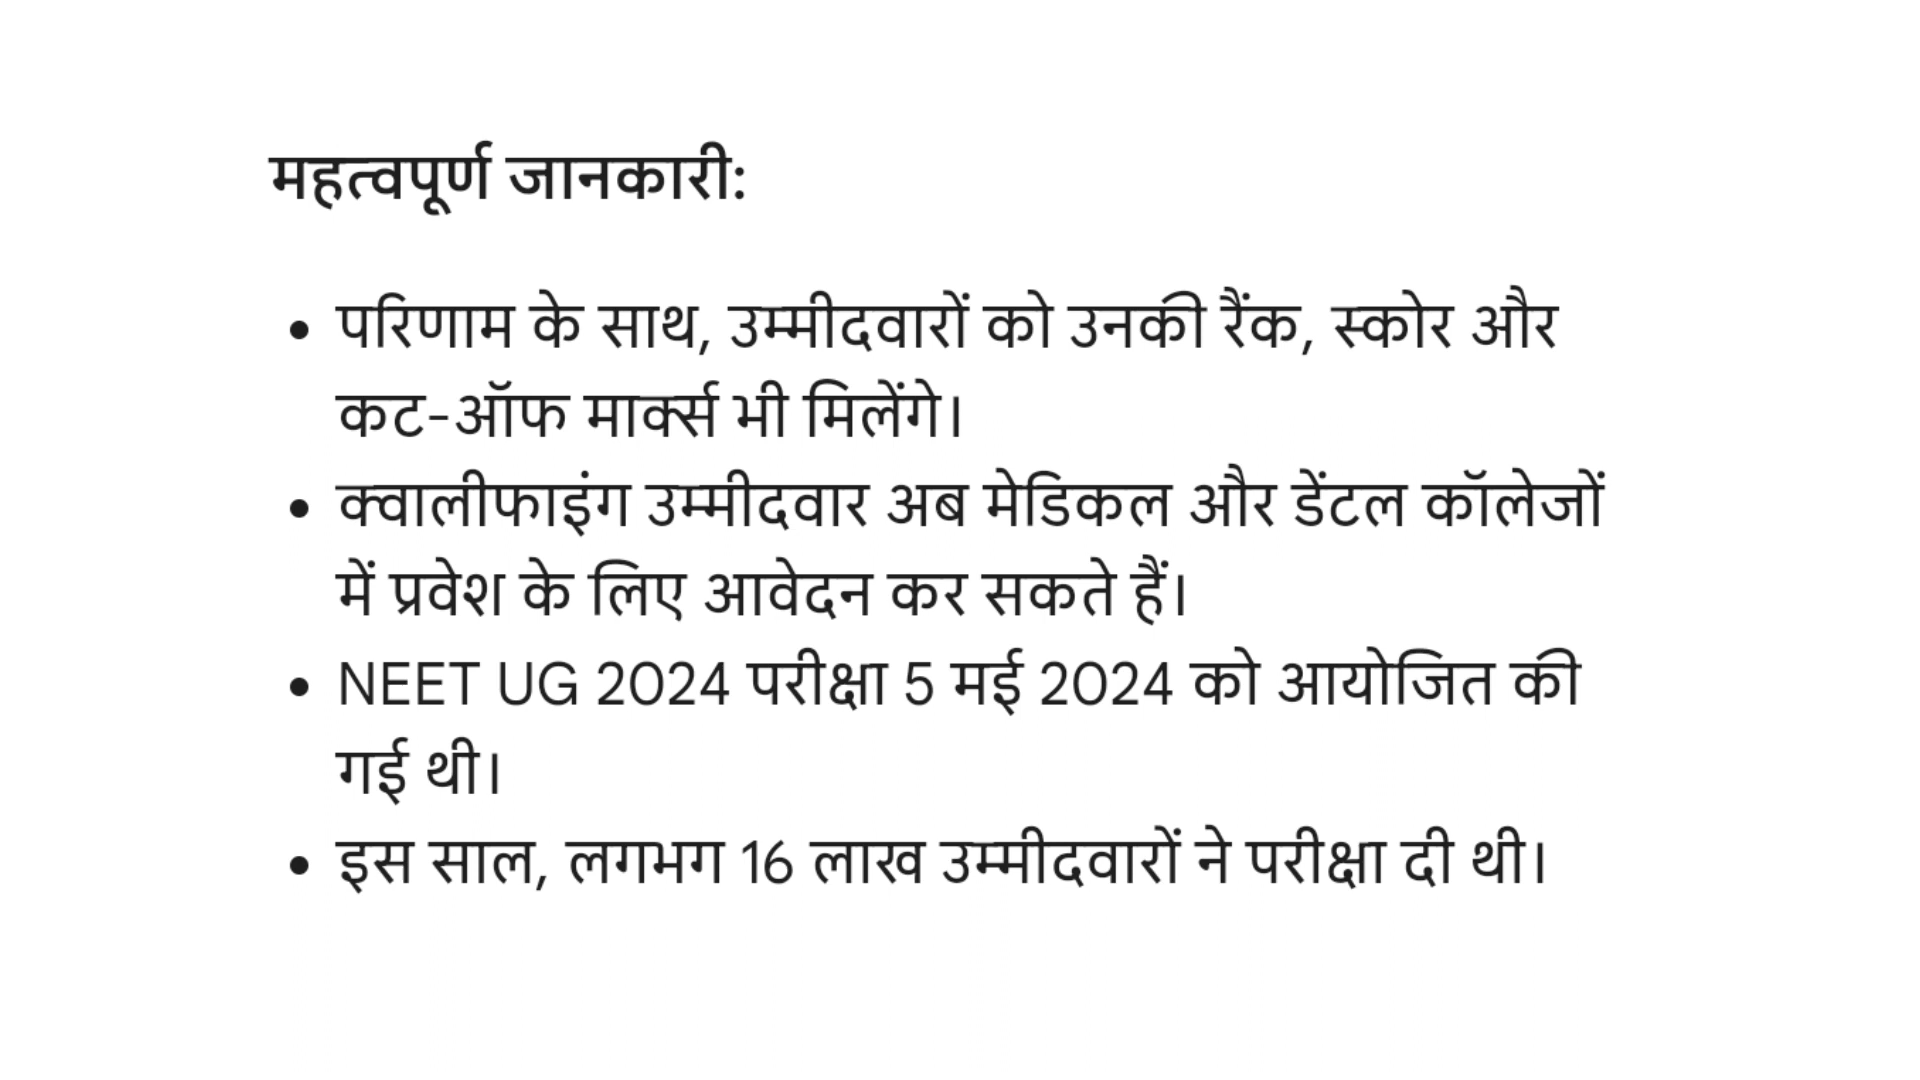 महत्वपूर्ण जानकारी:
• परिणाम के साथ, उम्मीदवारों को उनकी रैंक, स्कोर और
कट-ऑफ मार्क्स भी मिलेंगे।
• क्वालीफाइंग उम्मीदवार अब मेडिकल और डेंटल कॉलेजों
में प्रवेश के लिए आवेदन कर सकते हैं।
• NEET UG 2024 परीक्षा 5 मई 2024 को आयोजित की
गई थी।
• इस साल, लगभग 16 लाख उम्मीदवारों ने परीक्षा दी थी।